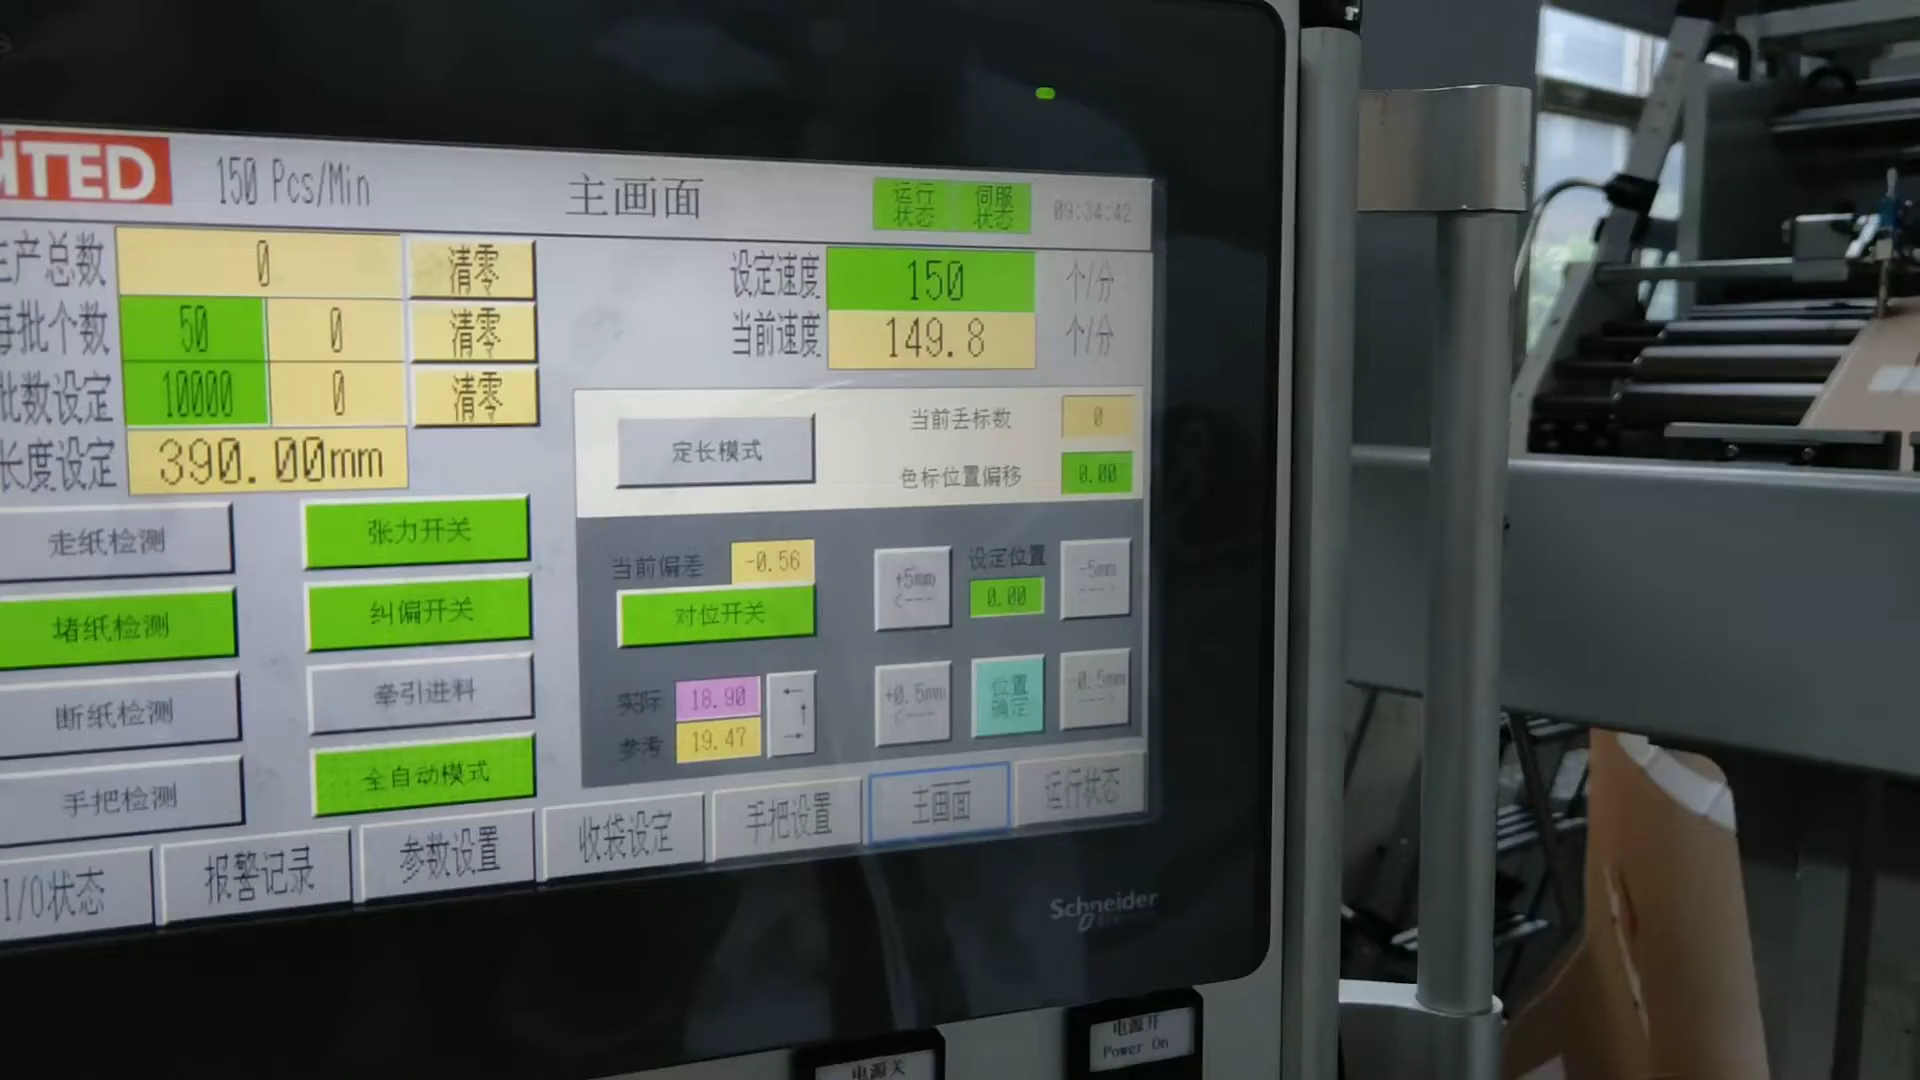 TED
150 Pcs/Min
主画面
运行状态
伺服状态
09:34:42
生产总数 0 清零
每批个数 50 0 清零
批数设定 10000 0 清零
长度设定 390.00mm
设定速度 150 个/分
当前速度 149.8 个/分
定长模式
当前丢标数 0
色标位置偏移 0.00
走纸检测
张力开关
堵纸检测
纠偏开关
断纸检测
牵引进料
手把检测
全自动模式
当前偏差 -0.56
对位开关
实际 18.90
参考 19.47
+5mm
设定位置
0.00
-5mm
+0.5mm
位置确定
-0.5mm
I/O状态
报警记录
参数设置
收袋设定
手把设置
主画面
运行状态
Schneider
电源关
电源开
Power On